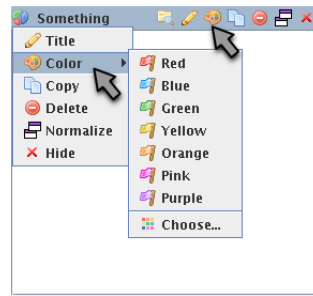 Something
Title
Color
Copy
Delete
Normalize
Hide
Red
Blue
Green
Yellow
Orange
Pink
Purple
Choose...